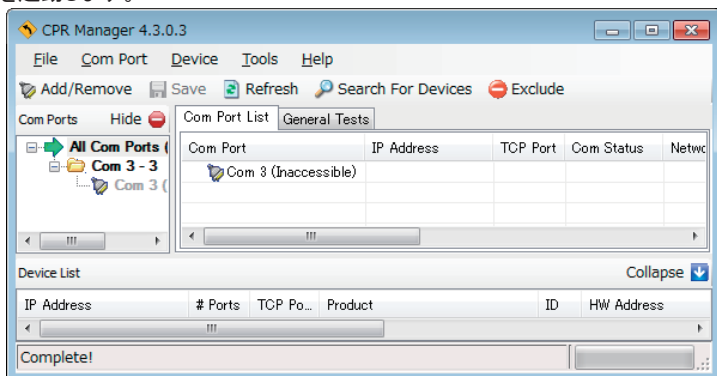 CPR Manager 4.3.0.3
File Com Port Device Tools Help
Add/Remove Save Refresh Search For Devices Exclude
Com Ports Hide Com Port List General Tests
All Com Ports (
Com 3 - 3
Com 3 (
Com Port IP Address TCP Port Com Status Netwo
Com 3 (Inaccessible)
Device List Collapse
IP Address # Ports TCP Po... Product ID HW Address
Complete!